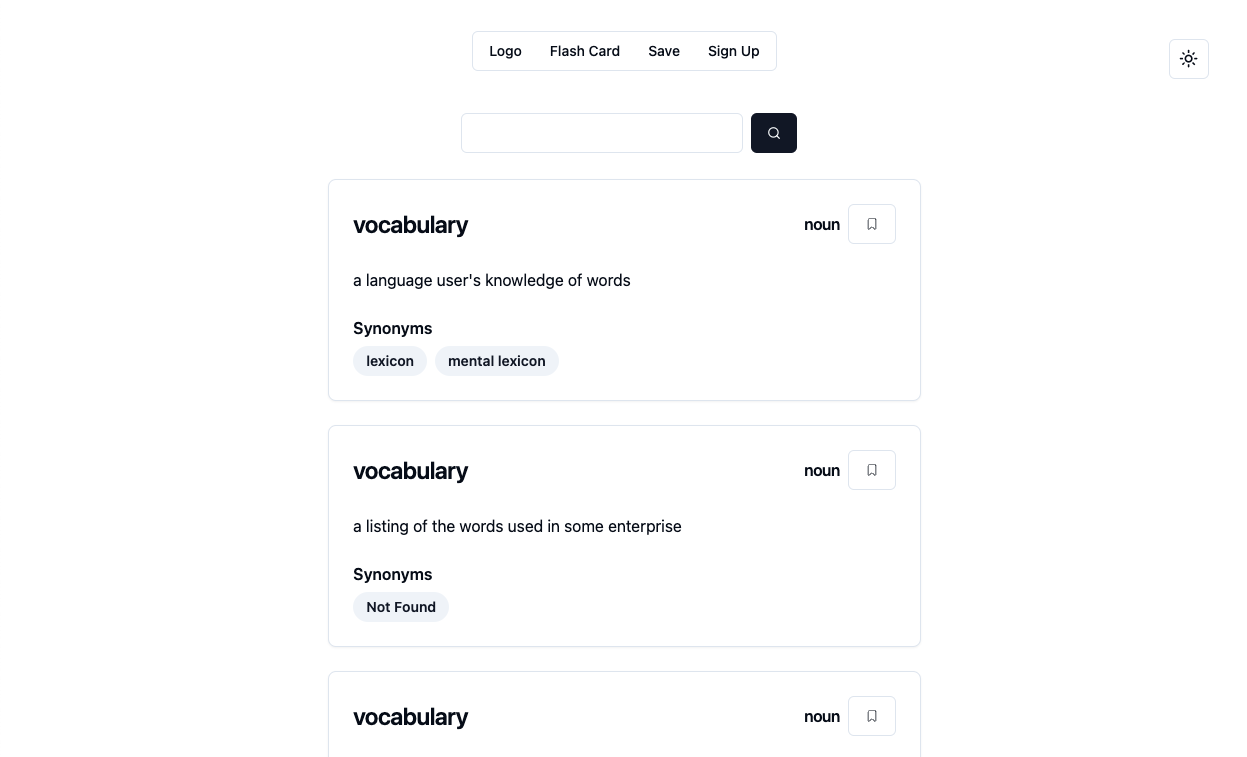 Logo Flash Card Save Sign Up
vocabulary noun
a language user's knowledge of words
Synonyms
lexicon mental lexicon
vocabulary noun
a listing of the words used in some enterprise
Synonyms
Not Found
vocabulary noun